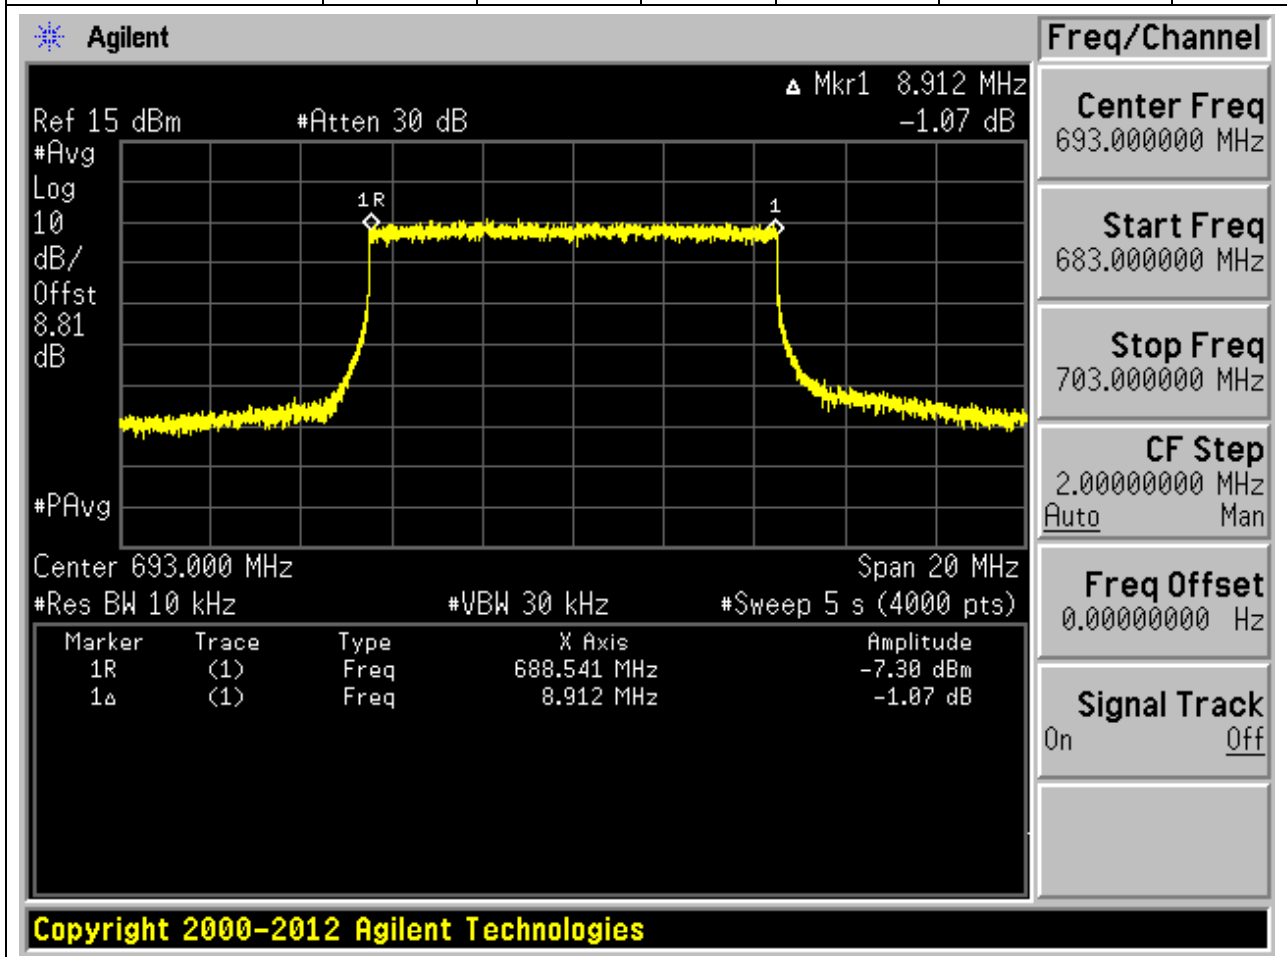 Agilent
Freq/Channel
Δ Mkr1 8.912 MHz
Ref 15 dBm #Atten 30 dB -1.07 dB
#Avg
Log
10
dB/
Offst
8.81
dB
1R
1
#PAvg
Center 693.000 MHz Span 20 MHz
#Res BW 10 kHz #VBW 30 kHz #Sweep 5 s (4000 pts)
Marker Trace Type X Axis Amplitude
1R (1) Freq 688.541 MHz -7.30 dBm
1Δ (1) Freq 8.912 MHz -1.07 dB
Center Freq
693.000000 MHz
Start Freq
683.000000 MHz
Stop Freq
703.000000 MHz
CF Step
2.00000000 MHz
Auto Man
Freq Offset
0.00000000 Hz
Signal Track
On Off
Copyright 2000-2012 Agilent Technologies